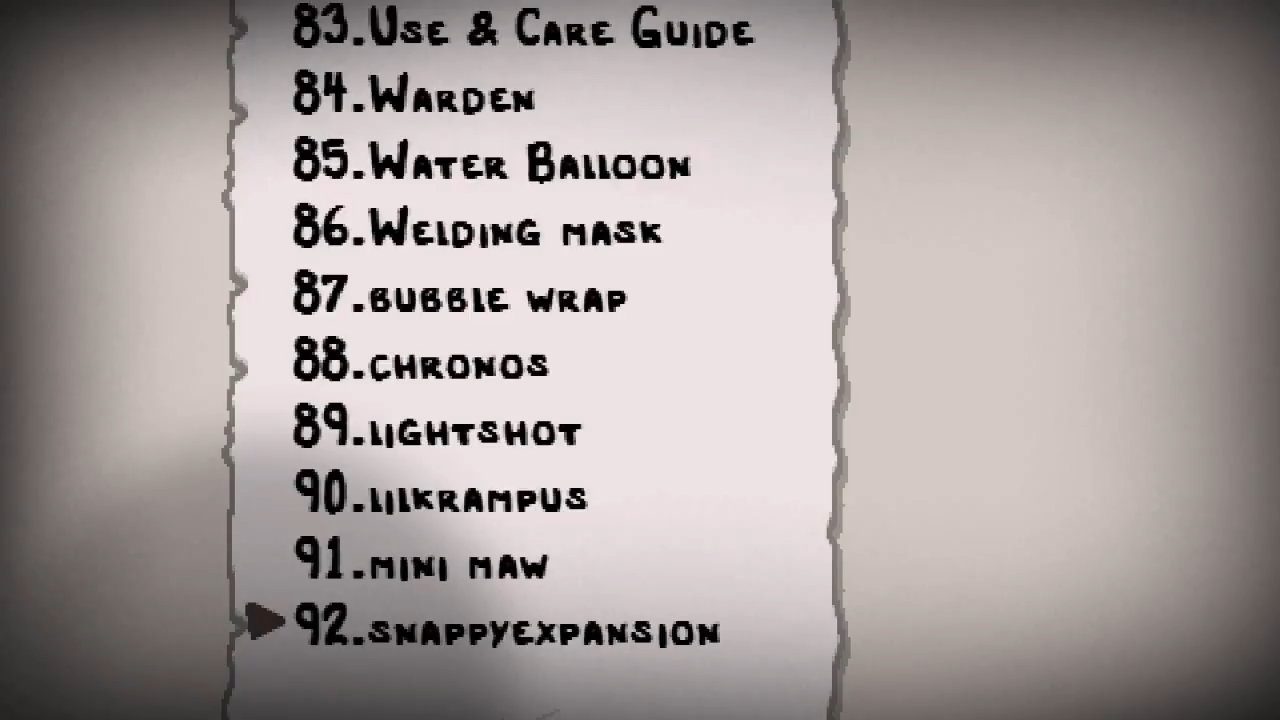 83.Use & Care Guide
84.Warden
85.Water Balloon
86.Welding mask
87.bubble wrap
88.chronos
89.lightshot
90.lilkrampus
91.mini maw
92.snappyexpansion